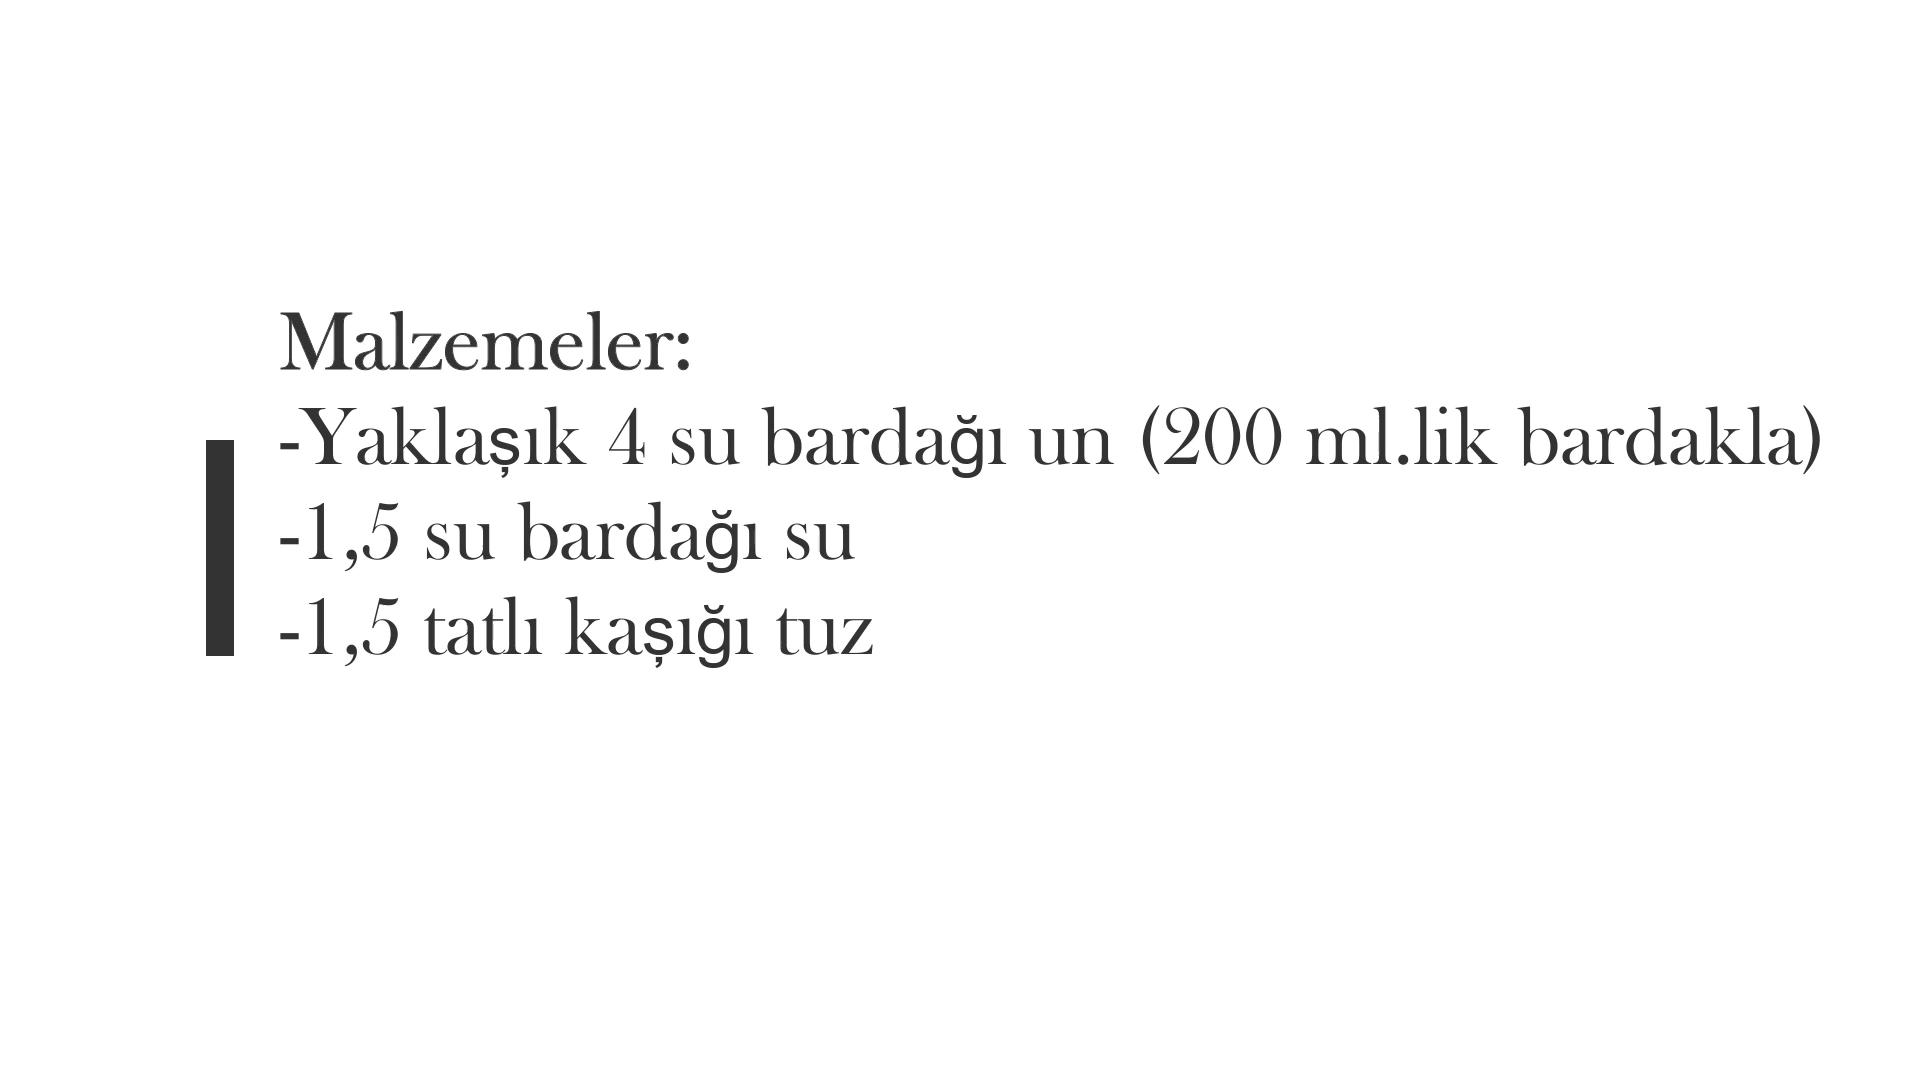 Malzemeler:
-Yaklaşık 4 su bardağı un (200 ml.lik bardakla)
-1,5 su bardağı su
-1,5 tatlı kaşığı tuz